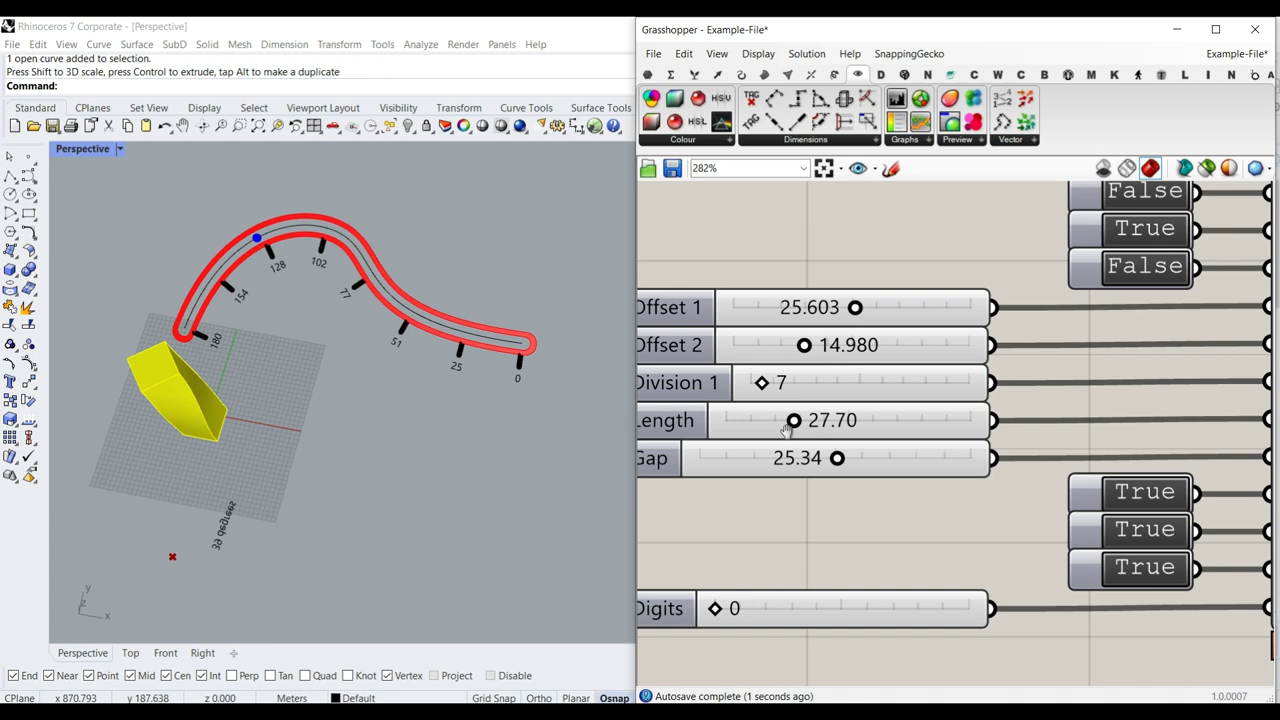 Rhinoceros 7 Corporate - [Perspective]
File Edit View Curve Surface SubD Solid Mesh Dimension Transform Tools Analyze Render Panels Help
1 open curve added to selection.
Press Shift to 3D scale, press Control to extrude, tap Alt to make a duplicate
Command:
Standard CPlanes Set View Display Select Viewport Layout Visibility Transform Curve Tools Surface Tools
Perspective
128
102
154
77
180
51
25
0
39 degrees
y
z
x
Perspective Top Front Right
End Near Point Mid Cen Int Perp Tan Quad Knot Vertex Project Disable
CPlane x 870.793 y 187.638 z 0.000 Meters Default Grid Snap Ortho Planar Osnap
Grasshopper - Example-File*
File Edit View Display Solution Help SnappingGecko Example-File*
D N C W C B M K L I N A
HSV
TAG
TAG
HSL
Colour Dimensions Graphs Preview Vector
282%
False
True
False
Offset 1 25.603
Offset 2 14.980
Division 1 7
Length 27.70
Gap 25.34
True
True
True
Digits 0
Autosave complete (1 seconds ago) 1.0.0007